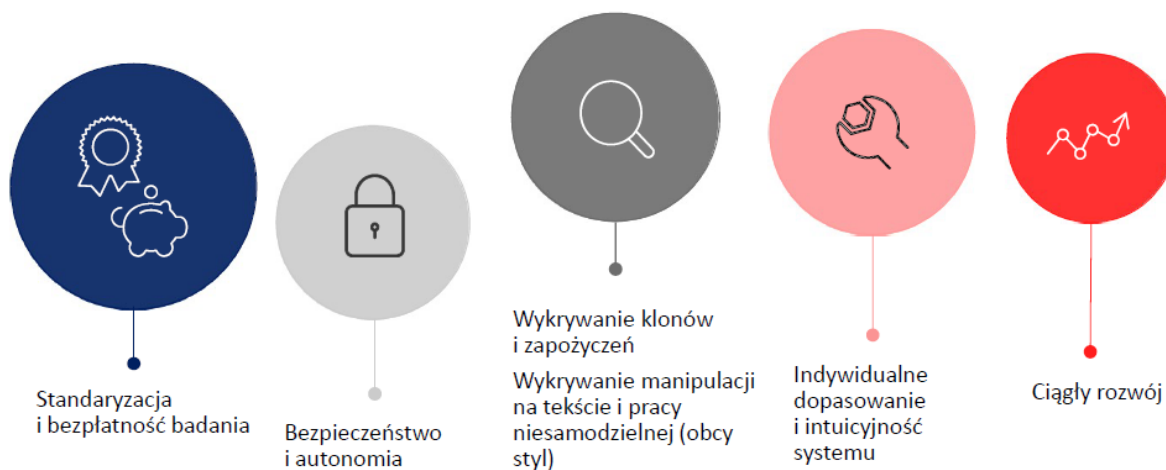 Standaryzacja
i bezpłatność badania
Bezpieczeństwo
i autonomia
Wykrywanie klonów
i zapożyczeń
Wykrywanie manipulacji
na tekście i pracy
niesamodzielnej (obcy
styl)
Indywidualne
dopasowanie
i intuicyjność
systemu
Ciągły rozwój